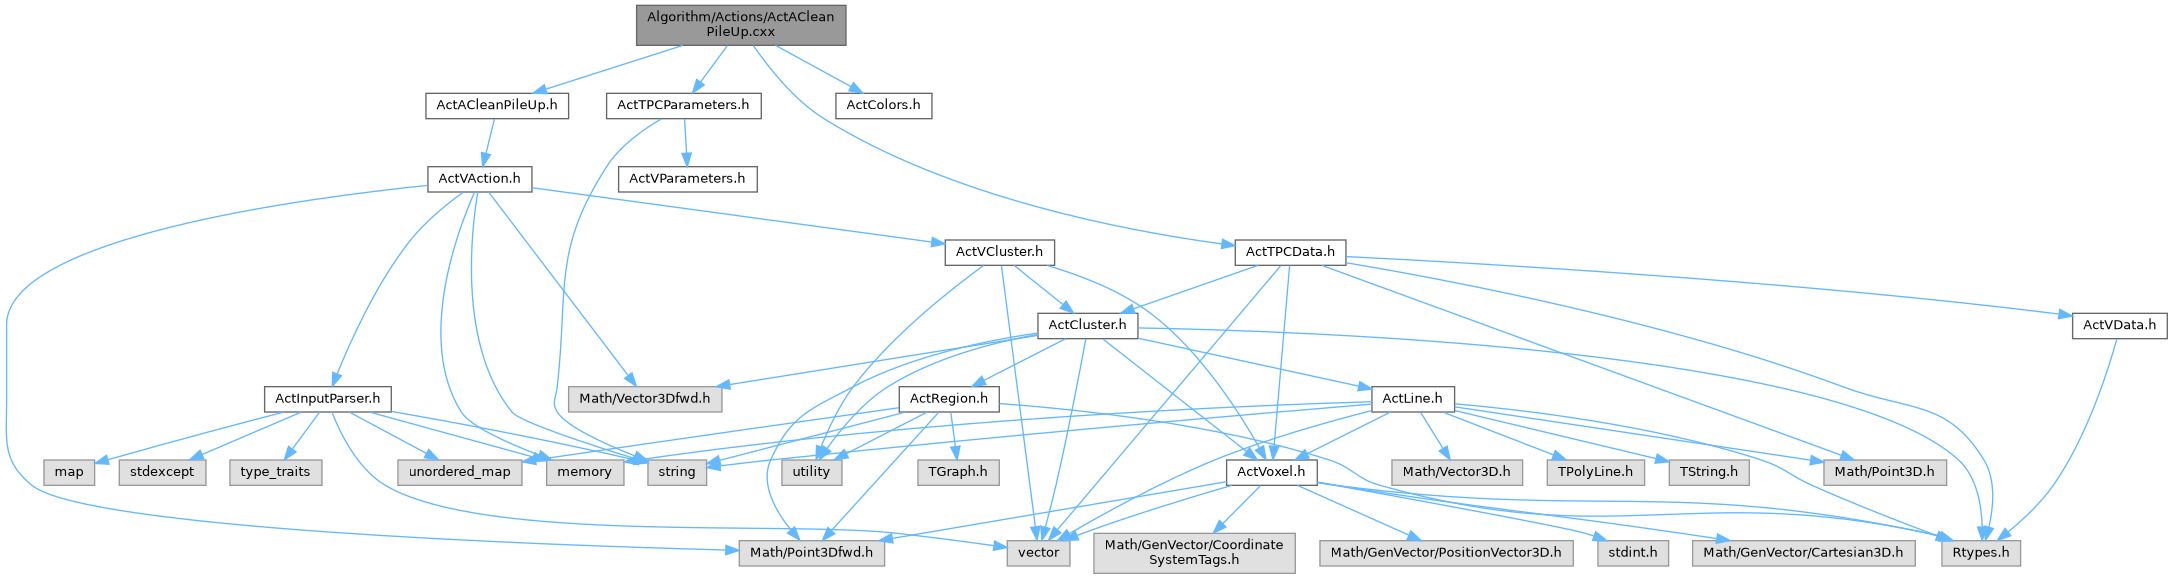 Algorithm/Actions/ActAClean
PileUp.cxx
ActACleanPileUp.h
ActTPCParameters.h
ActColors.h
ActVAction.h
ActVParameters.h
ActVCluster.h
ActTPCData.h
ActCluster.h
ActVData.h
ActInputParser.h
Math/Vector3Dfwd.h
ActRegion.h
ActLine.h
map
stdexcept
type_traits
unordered_map
memory
string
utility
TGraph.h
ActVoxel.h
Math/Vector3D.h
TPolyLine.h
TString.h
Math/Point3D.h
Math/Point3Dfwd.h
vector
Math/GenVector/Coordinate
SystemTags.h
Math/GenVector/PositionVector3D.h
stdint.h
Math/GenVector/Cartesian3D.h
Rtypes.h